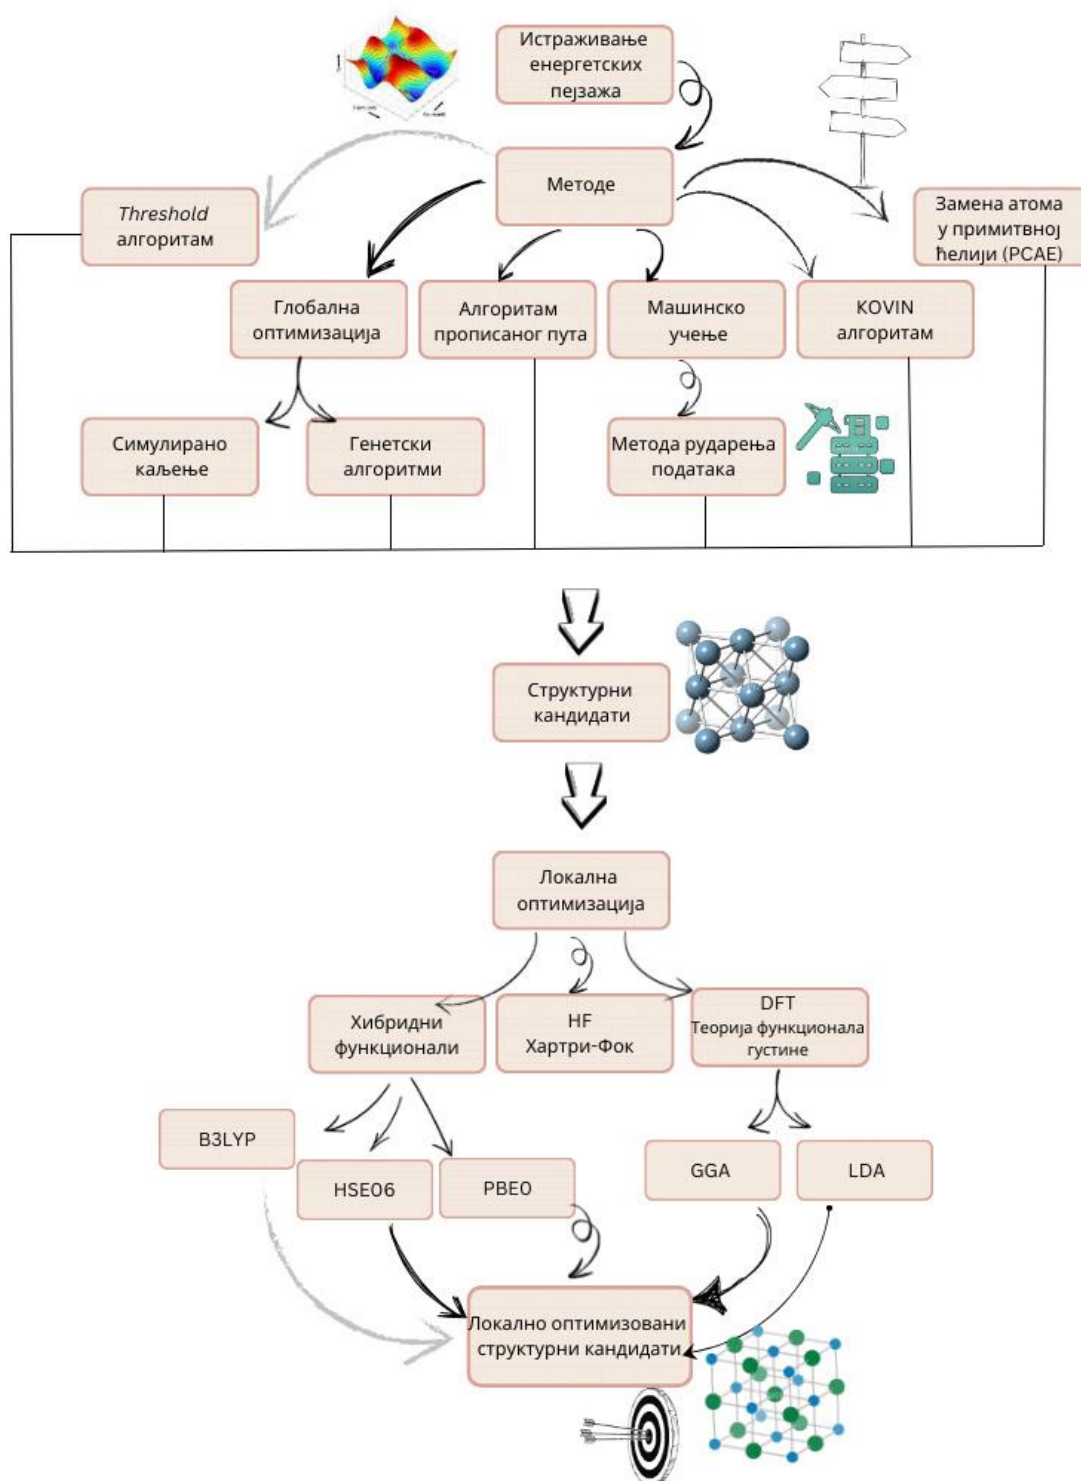 Истраживање
енергетских
пејзажа
Методе
Threshold
алгоритам
Замена атома
у примитвној
ћелији (PCAE)
Глобална
оптимизација
Алгоритам
прописаног пута
Машинско
учење
KOVIN
алгоритам
Симулирано
каљење
Генетски
алгоритми
Метода рударења
података
Структурни
кандидати
Локална
оптимизација
Хибридни
функционали
HF
Хартри-Фок
DFT
Теорија функционала
густине
B3LYP
HSE06
PBE0
GGA
LDA
Локално оптимизовани
структурни кандидати